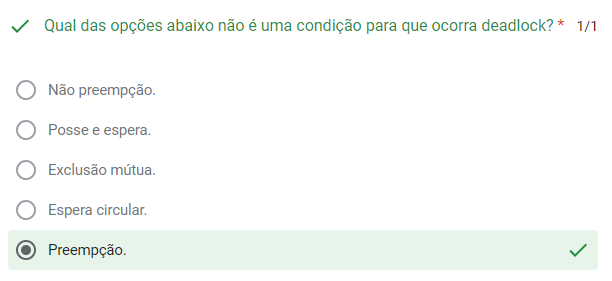 Qual das opções abaixo não é uma condição para que ocorra deadlock? * 1/1
Não preempção.
Posse e espera.
Exclusão mútua.
Espera circular.
Preempção.